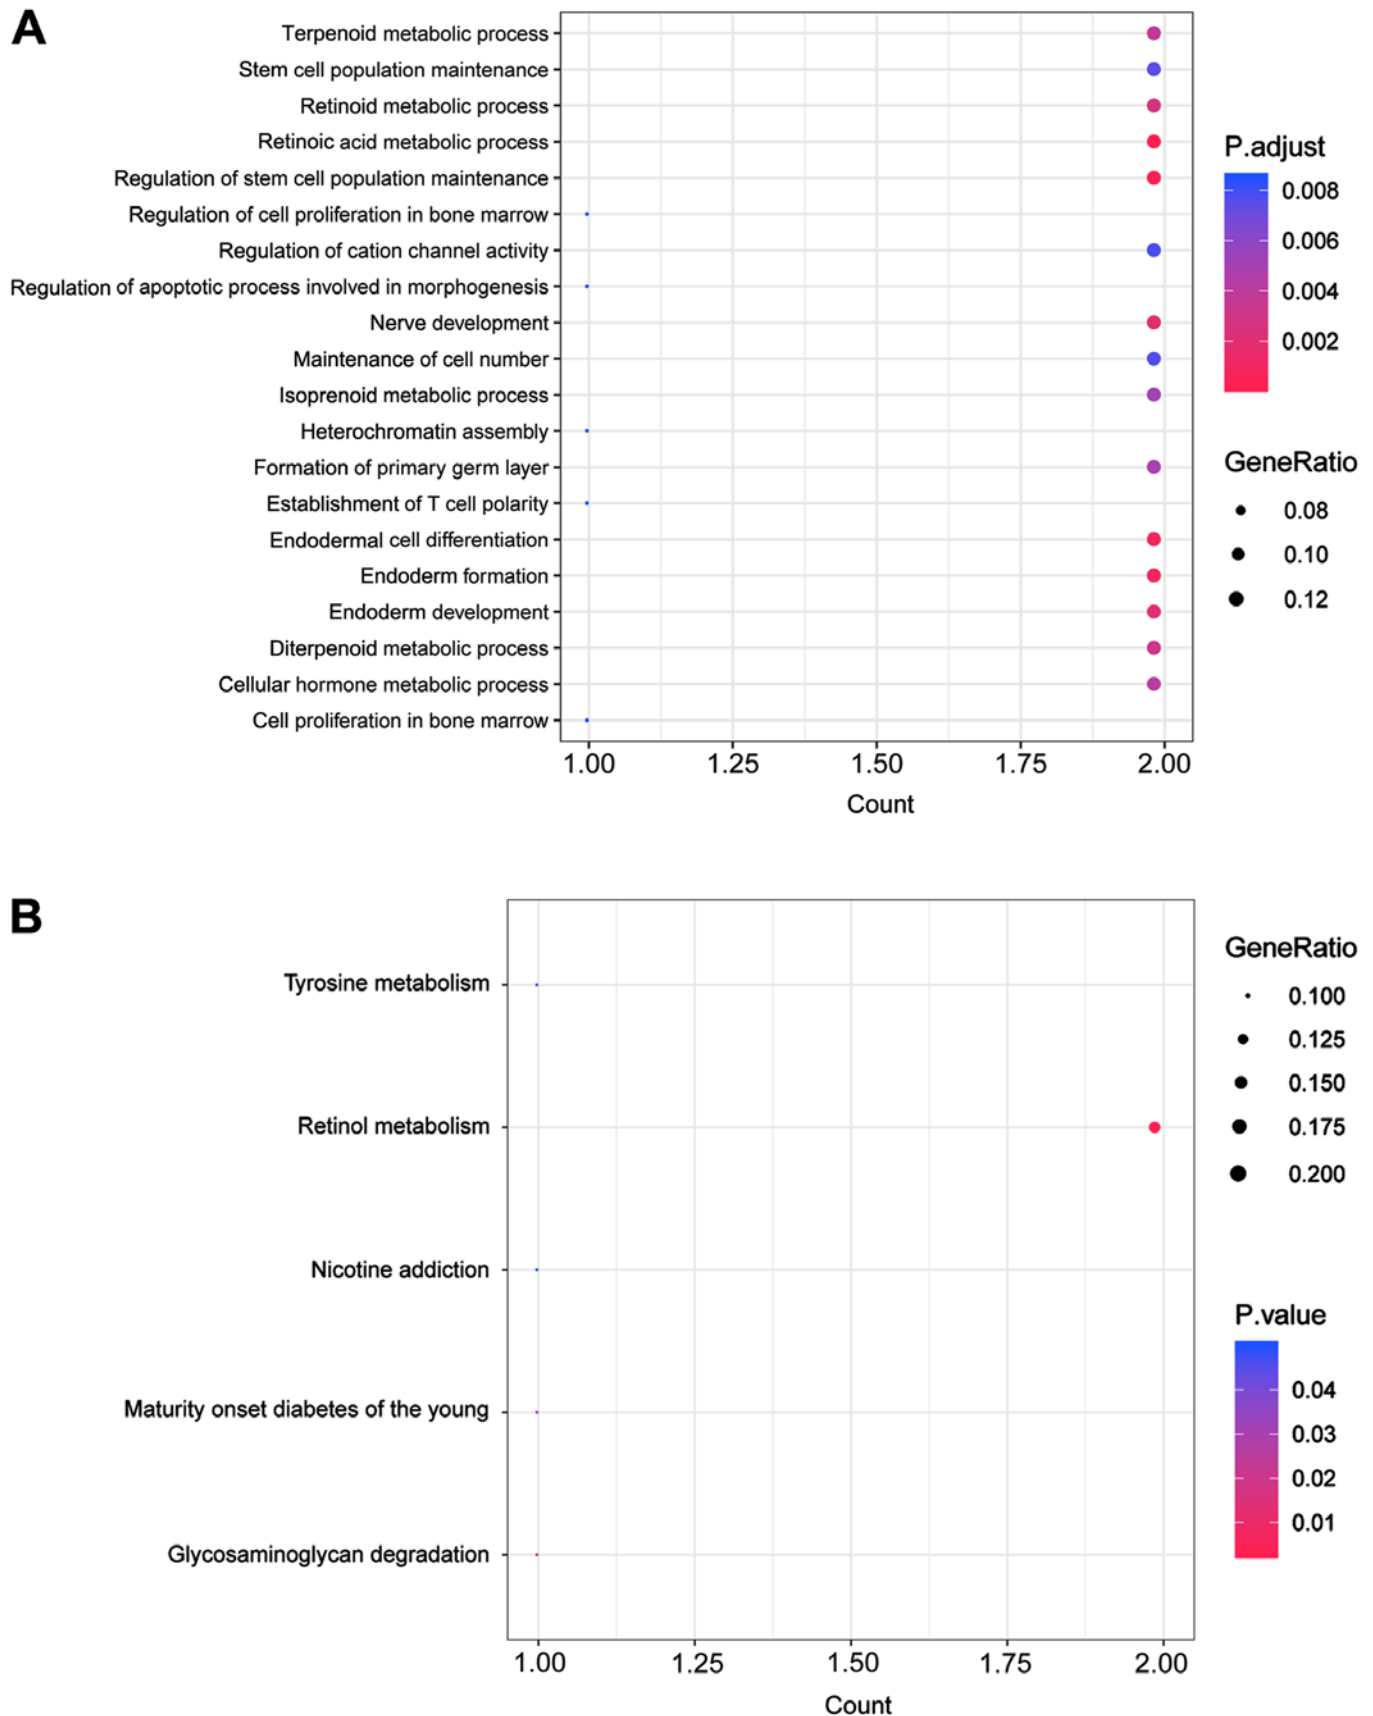 A
Terpenoid metabolic process
Stem cell population maintenance
Retinoid metabolic process
Retinoic acid metabolic process
Regulation of stem cell population maintenance
Regulation of cell proliferation in bone marrow
Regulation of cation channel activity
Regulation of apoptotic process involved in morphogenesis
Nerve development
Maintenance of cell number
Isoprenoid metabolic process
Heterochromatin assembly
Formation of primary germ layer
Establishment of T cell polarity
Endodermal cell differentiation
Endoderm formation
Endoderm development
Diterpenoid metabolic process
Cellular hormone metabolic process
Cell proliferation in bone marrow
1.00 1.25 1.50 1.75 2.00
Count
P.adjust
0.008
0.006
0.004
0.002
GeneRatio
0.08
0.10
0.12
B
Tyrosine metabolism
Retinol metabolism
Nicotine addiction
Maturity onset diabetes of the young
Glycosaminoglycan degradation
1.00 1.25 1.50 1.75 2.00
Count
GeneRatio
0.100
0.125
0.150
0.175
0.200
P.value
0.04
0.03
0.02
0.01